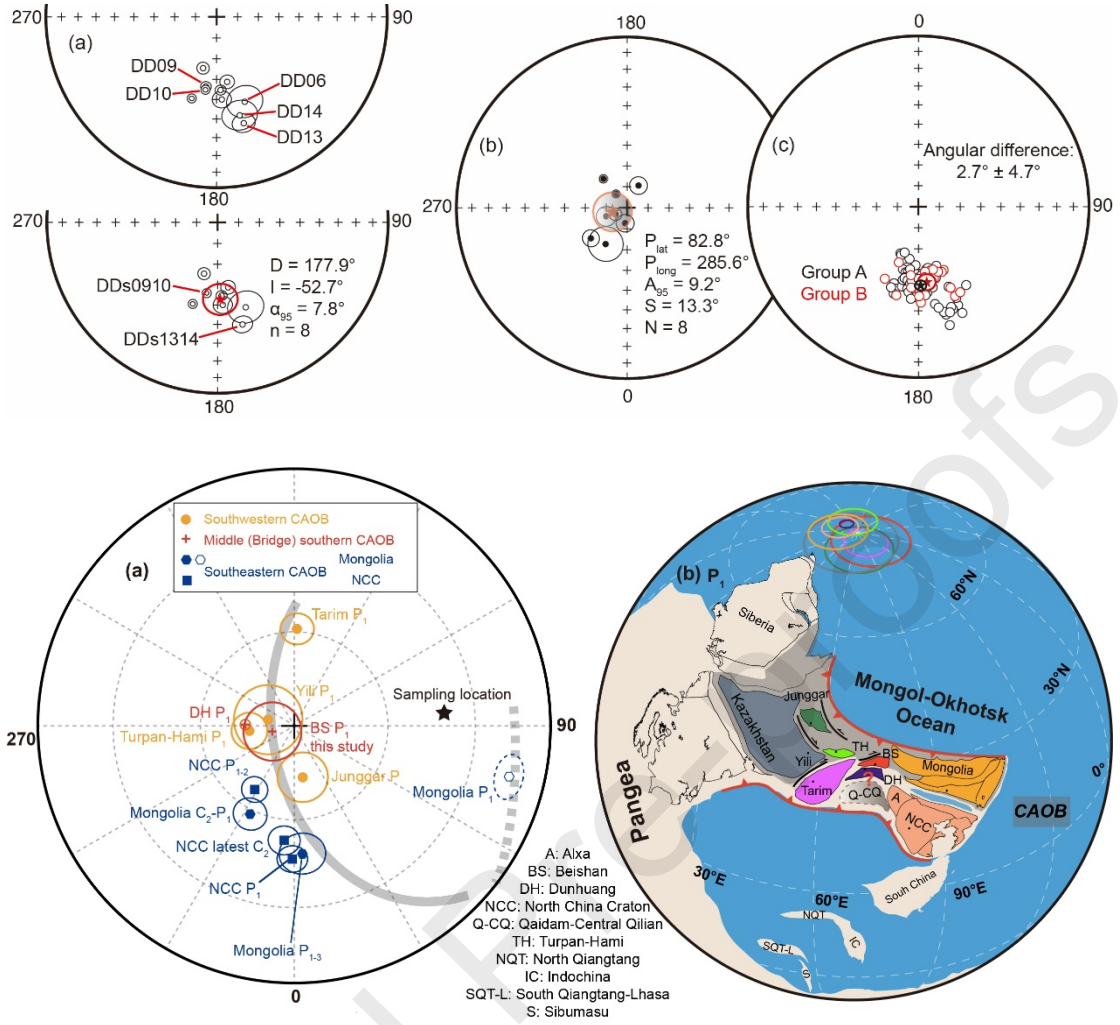 270
90
(a)
DD09
DD10
DD06
DD14
DD13
180
270
90
DDs0910
DDs1314
D = 177.9°
I = -52.7°
α95 = 7.8°
n = 8
180
180
(b)
270
Plat = 82.8°
Plong = 285.6°
A95 = 9.2°
S = 13.3°
N = 8
0
0
(c)
Angular difference:
2.7° ± 4.7°
90
Group A
Group B
180
Southwestern CAOB
Middle (Bridge) southern CAOB
Mongolia
Southeastern CAOB
NCC
(a)
Tarim P1
Yili P1
Sampling location
DH P1
BS P1
this study
270
90
Turpan-Hami P1
NCC P1-2
Junggar P
Mongolia P1
Mongolia C2-P1
NCC latest C2
NCC P1
Mongolia P1-3
0
(b) P1
60°N
Siberia
30°N
Mongol-Okhotsk
Ocean
Junggar
Kazakhstan
TH
BS
Yili
Mongolia
0°
Tarim
?
DH
Q-CQ
Pangea
A
NCC
CAOB
30°E
Souh China
60°E
90°E
NQT
IC
SQT-L
S
A: Alxa
BS: Beishan
DH: Dunhuang
NCC: North China Craton
Q-CQ: Qaidam-Central Qilian
TH: Turpan-Hami
NQT: North Qiangtang
IC: Indochina
SQT-L: South Qiangtang-Lhasa
S: Sibumasu